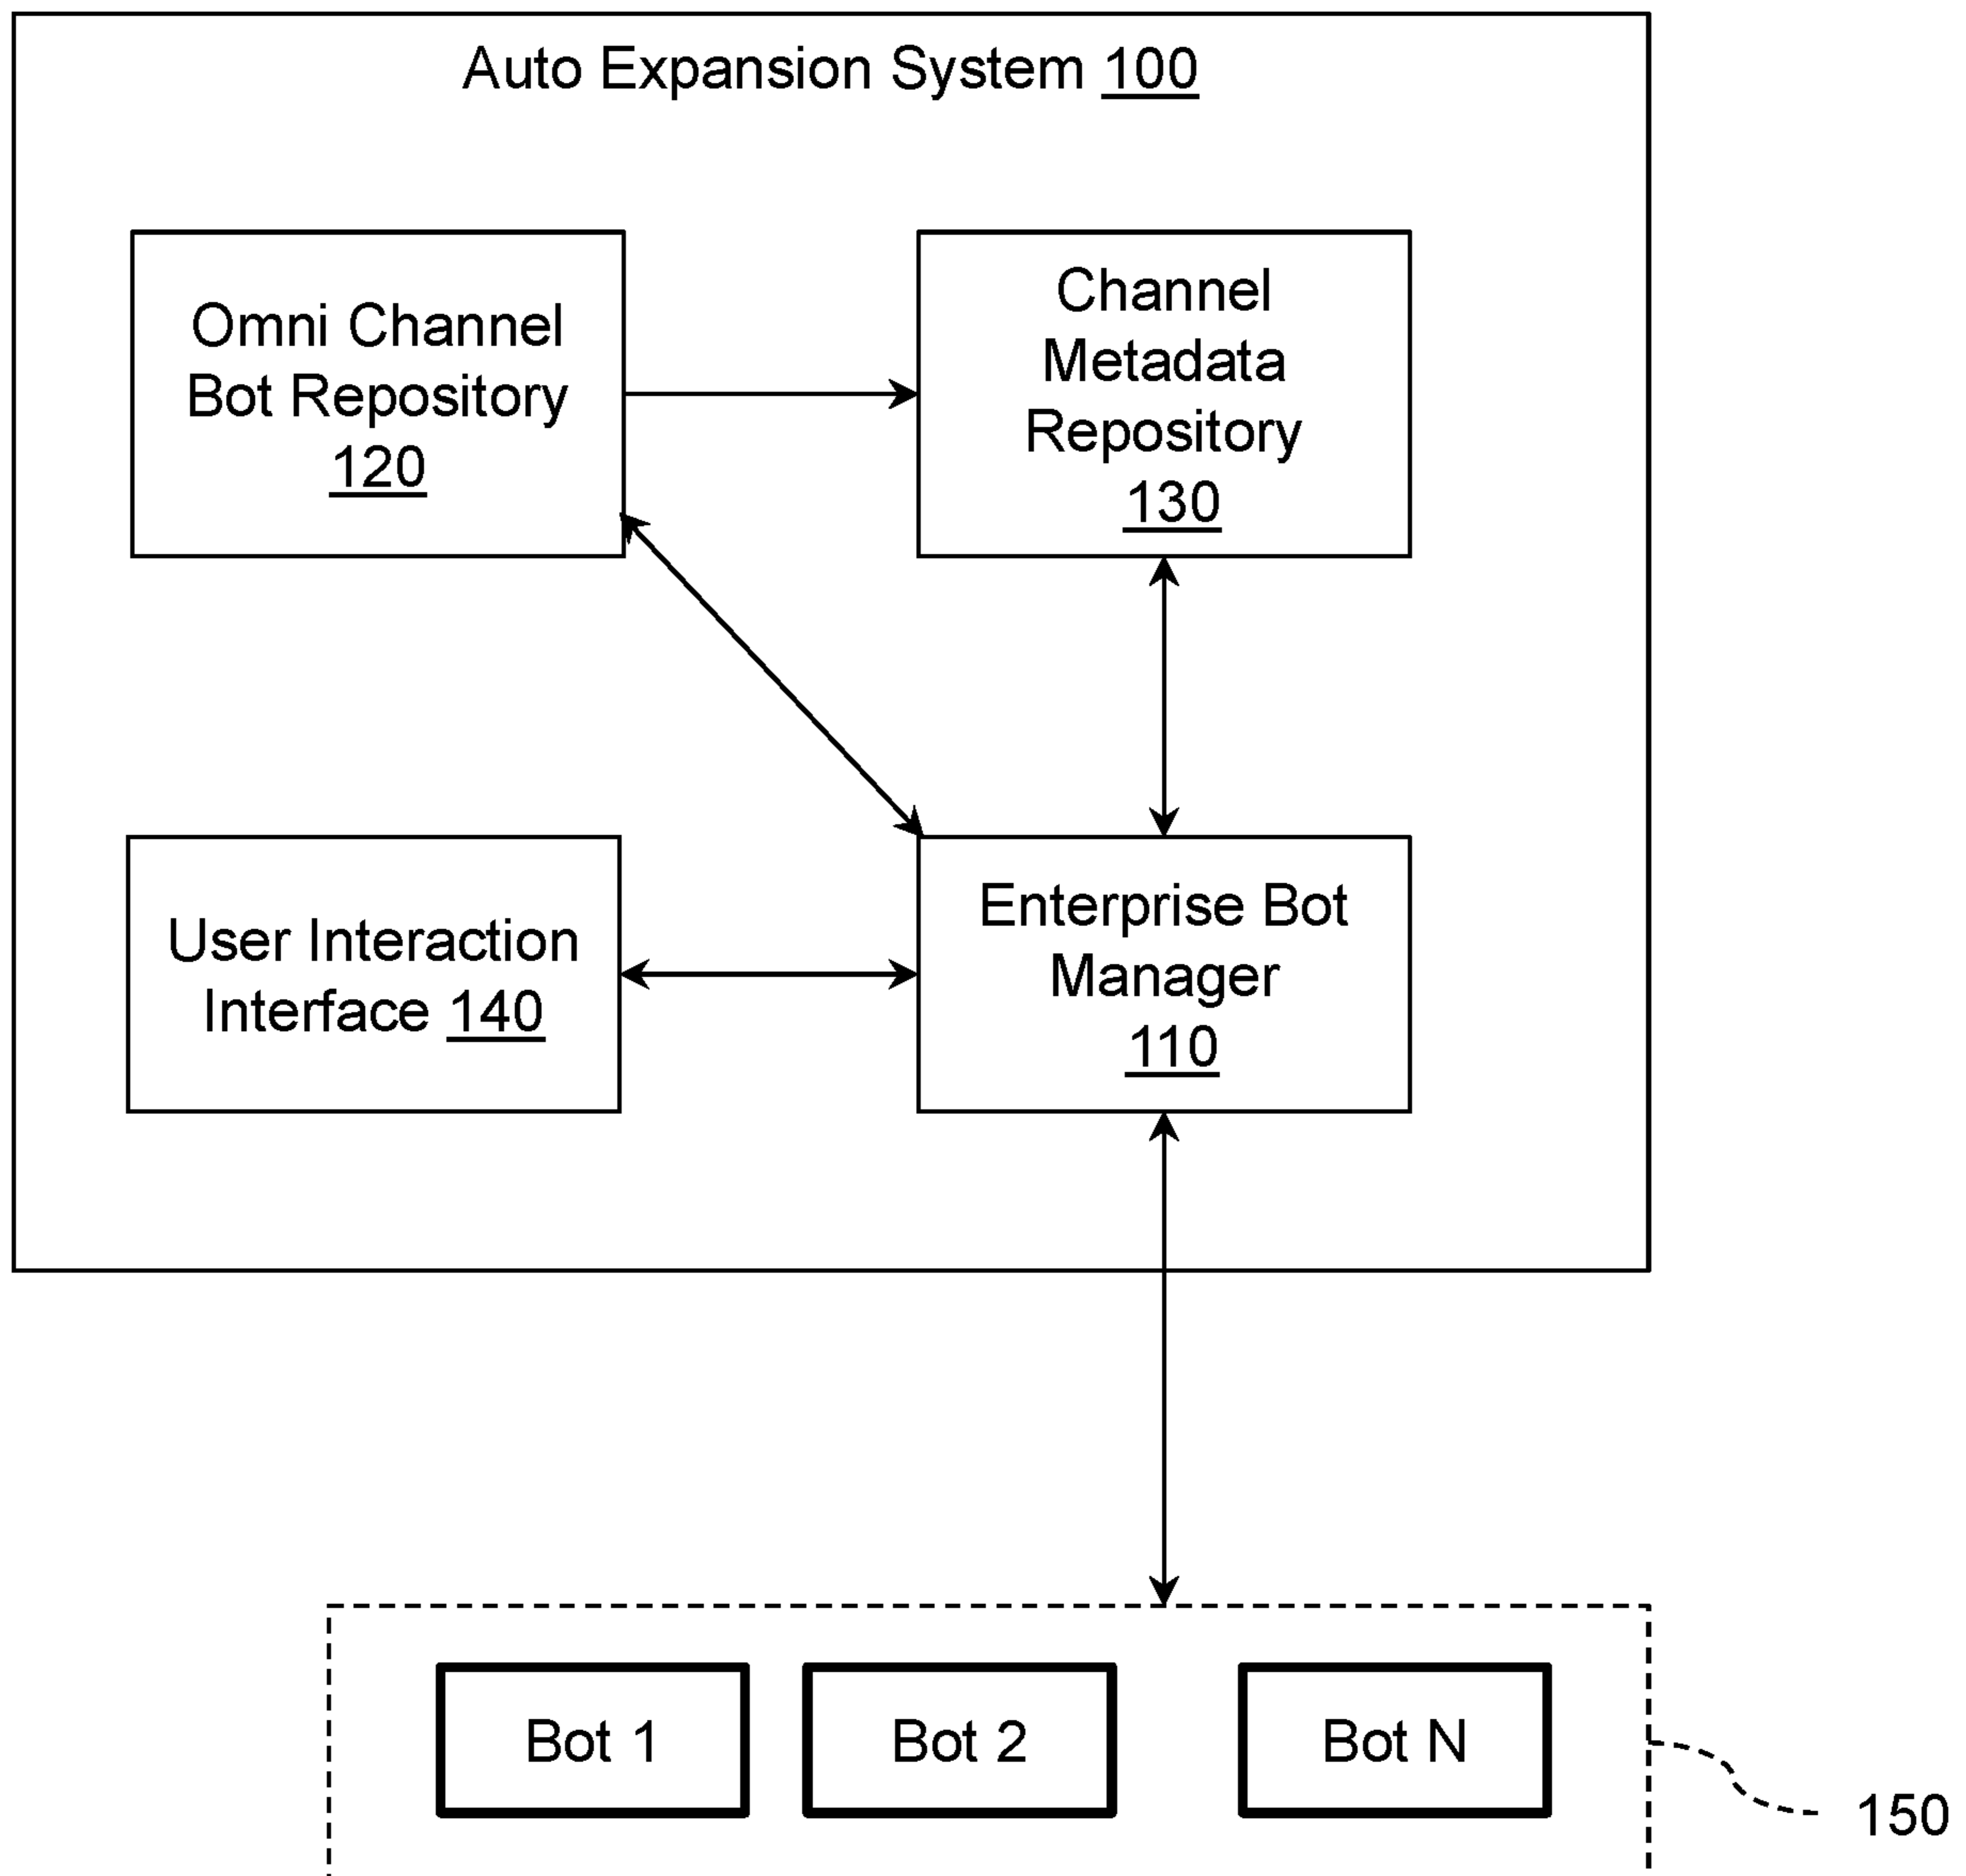 Auto Expansion System 100
Omni Channel
Bot Repository
120
Channel
Metadata
Repository
130
User Interaction
Interface 140
Enterprise Bot
Manager
110
Bot 1
Bot 2
Bot N
150